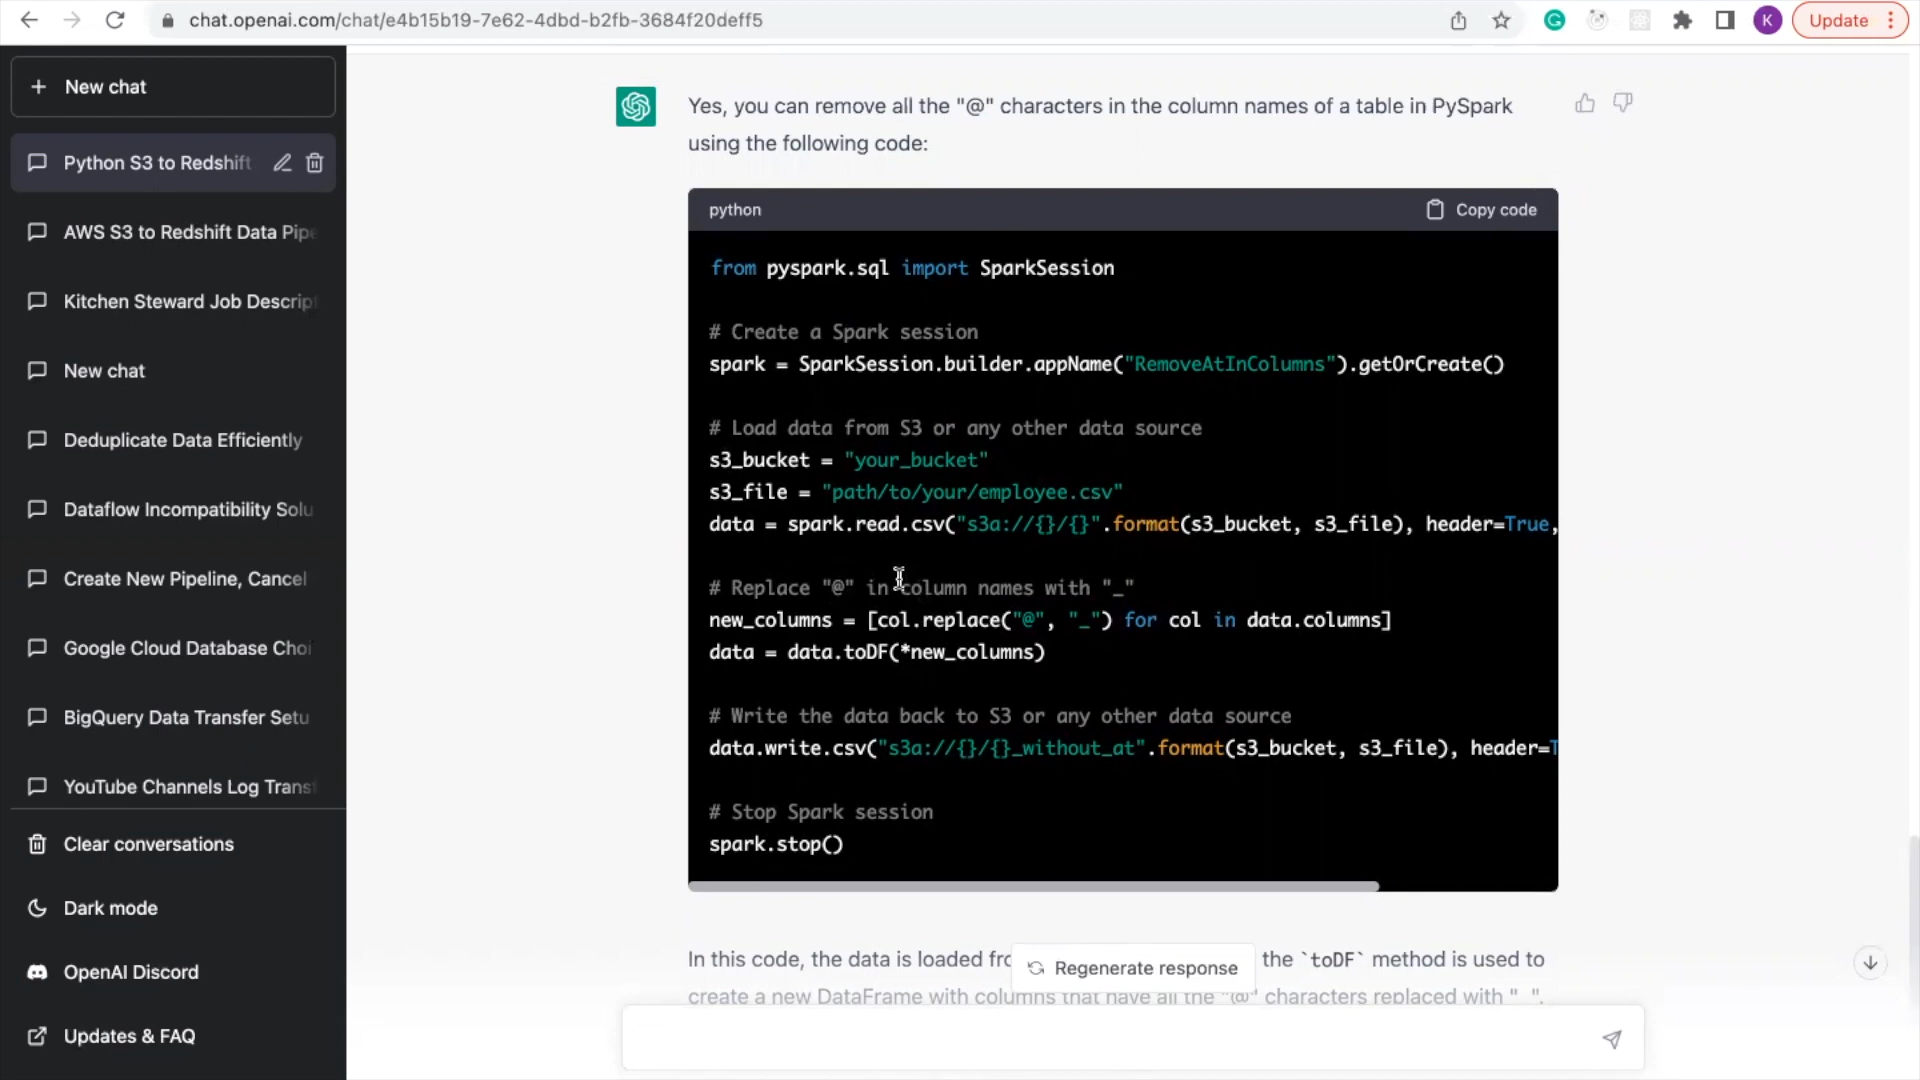 chat.openai.com/chat/e4b15b19-7e62-4dbd-b2fb-3684f20deff5
K
Update
+ New chat
Python S3 to Redshift
AWS S3 to Redshift Data Pipe
Kitchen Steward Job Descrip
New chat
Deduplicate Data Efficiently
Dataflow Incompatibility Solu
Create New Pipeline, Cancel
Google Cloud Database Choi
BigQuery Data Transfer Setu
YouTube Channels Log Trans
Clear conversations
Dark mode
OpenAI Discord
Updates & FAQ
Yes, you can remove all the "@" characters in the column names of a table in PySpark
using the following code:
python
Copy code
from pyspark.sql import SparkSession
# Create a Spark session
spark = SparkSession.builder.appName("RemoveAtInColumns").getOrCreate()
# Load data from S3 or any other data source
s3_bucket = "your_bucket"
s3_file = "path/to/your/employee.csv"
data = spark.read.csv("s3a://{}/{}".format(s3_bucket, s3_file), header=True,
# Replace "@" in column names with "_"
new_columns = [col.replace("@", "_") for col in data.columns]
data = data.toDF(*new_columns)
# Write the data back to S3 or any other data source
data.write.csv("s3a://{}/{}_without_at".format(s3_bucket, s3_file), header=T
# Stop Spark session
spark.stop()
In this code, the data is loaded fro
Regenerate response
the `toDF` method is used to
create a new DataFrame with columns that have all the "@" characters replaced with "_".